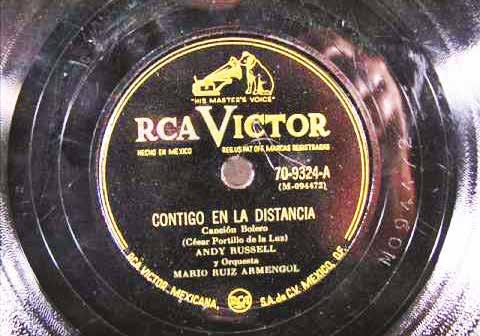 "HIS MASTER'S VOICE"
RCA VICTOR
HECHO EN MEXICO REG. US PAT OFF. MARCAS REGISTRADAS
70-9324-A
(M-094472)
CONTIGO EN LA DISTANCIA
Canción Bolero
(César Portillo de la Luz)
ANDY RUSSELL
y Orquesta
MARIO RUIZ ARMENGOL
RCA VICTOR, MEXICANA, RCA S.A. de C.V. MEXICO, D.F.